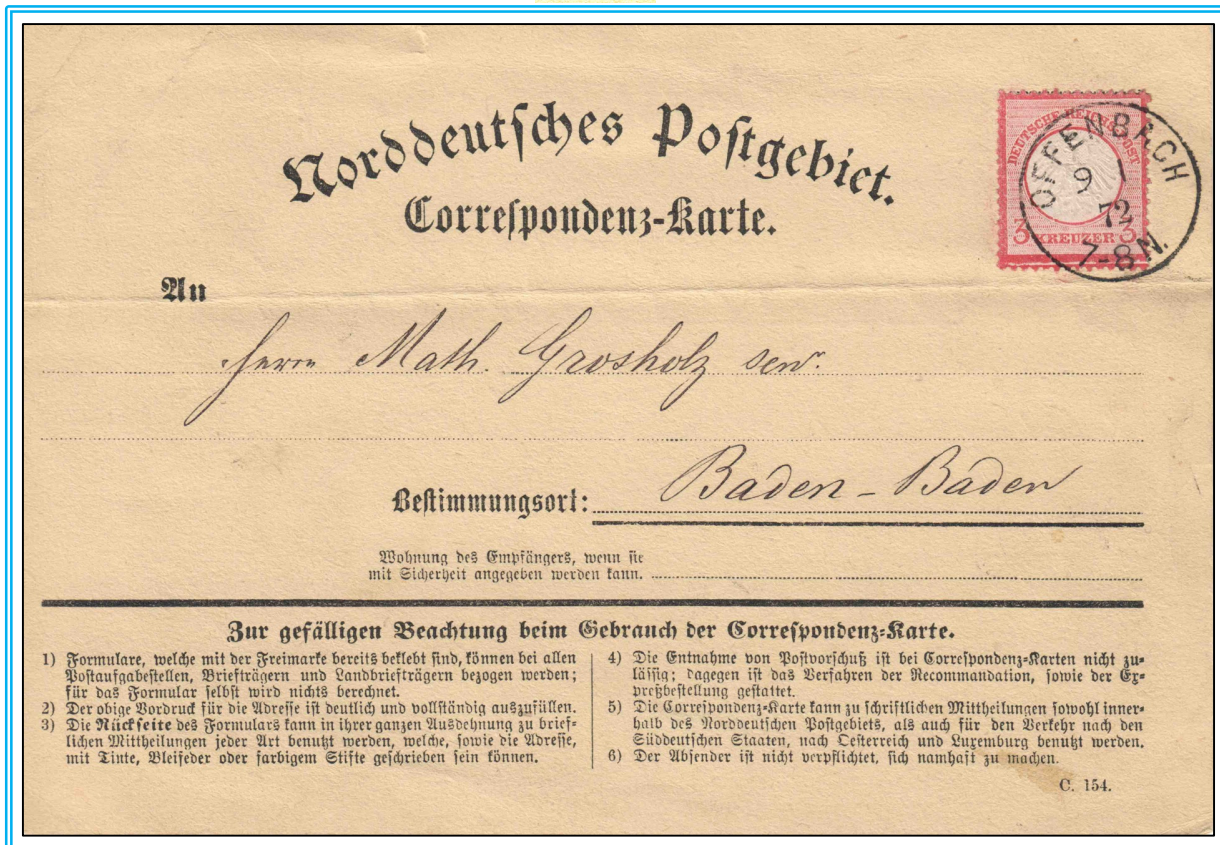 Norddeutsches Postgebiet.
Correspondenz-Karte.
DEUTSCHE REICHS-POST
3 KREUZER 3
OFFENBACH
9
72
7-8 N.
An
Herrn Math. Grosholz sen.
Bestimmungsort: Baden-Baden
Wohnung des Empfängers, wenn sie
mit Sicherheit angegeben werden kann.
Zur gefälligen Beachtung beim Gebrauch der Correspondenz-Karte.
1) Formulare, welche mit der Freimarke bereits beklebt sind, können bei allen
Postaufgabestellen, Briefträgern und Landbriefträgern bezogen werden;
für das Formular selbst wird nichts berechnet.
2) Der obige Vordruck für die Adresse ist deutlich und vollständig auszufüllen.
3) Die Rückseite des Formulars kann in ihrer ganzen Ausdehnung zu brief-
lichen Mittheilungen jeder Art benutzt werden, welche, sowie die Adresse,
mit Tinte, Bleifeder oder farbigem Stifte geschrieben sein können.
4) Die Entnahme von Postvorschuß ist bei Correspondenz-Karten nicht zu-
lässig; dagegen ist das Verfahren der Recommandation, sowie der Ex-
preßbestellung gestattet.
5) Die Correspondenz-Karte kann zu schriftlichen Mittheilungen sowohl inner-
halb des Norddeutschen Postgebiets, als auch für den Verkehr nach den
Süddeutschen Staaten, nach Oesterreich und Luxemburg benutzt werden.
6) Der Absender ist nicht verpflichtet, sich namhaft zu machen.
C. 154.